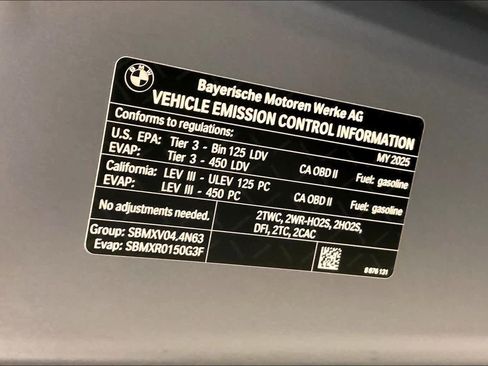 BMW
Bayerische Motoren Werke AG
VEHICLE EMISSION CONTROL INFORMATION
Conforms to regulations: MY 2025
U.S. EPA: Tier 3 - Bin 125 LDV CA OBD II Fuel: gasoline
EVAP: Tier 3 - 450 LDV
California: LEV III - ULEV 125 PC CA OBD II Fuel: gasoline
EVAP: LEV III - 450 PC
No adjustments needed.
2TWC, 2WR-HO2S, 2HO2S,
DFI, 2TC, 2CAC
Group: SBMXV04.4N63
Evap: SBMXR0150G3F
8 676 131